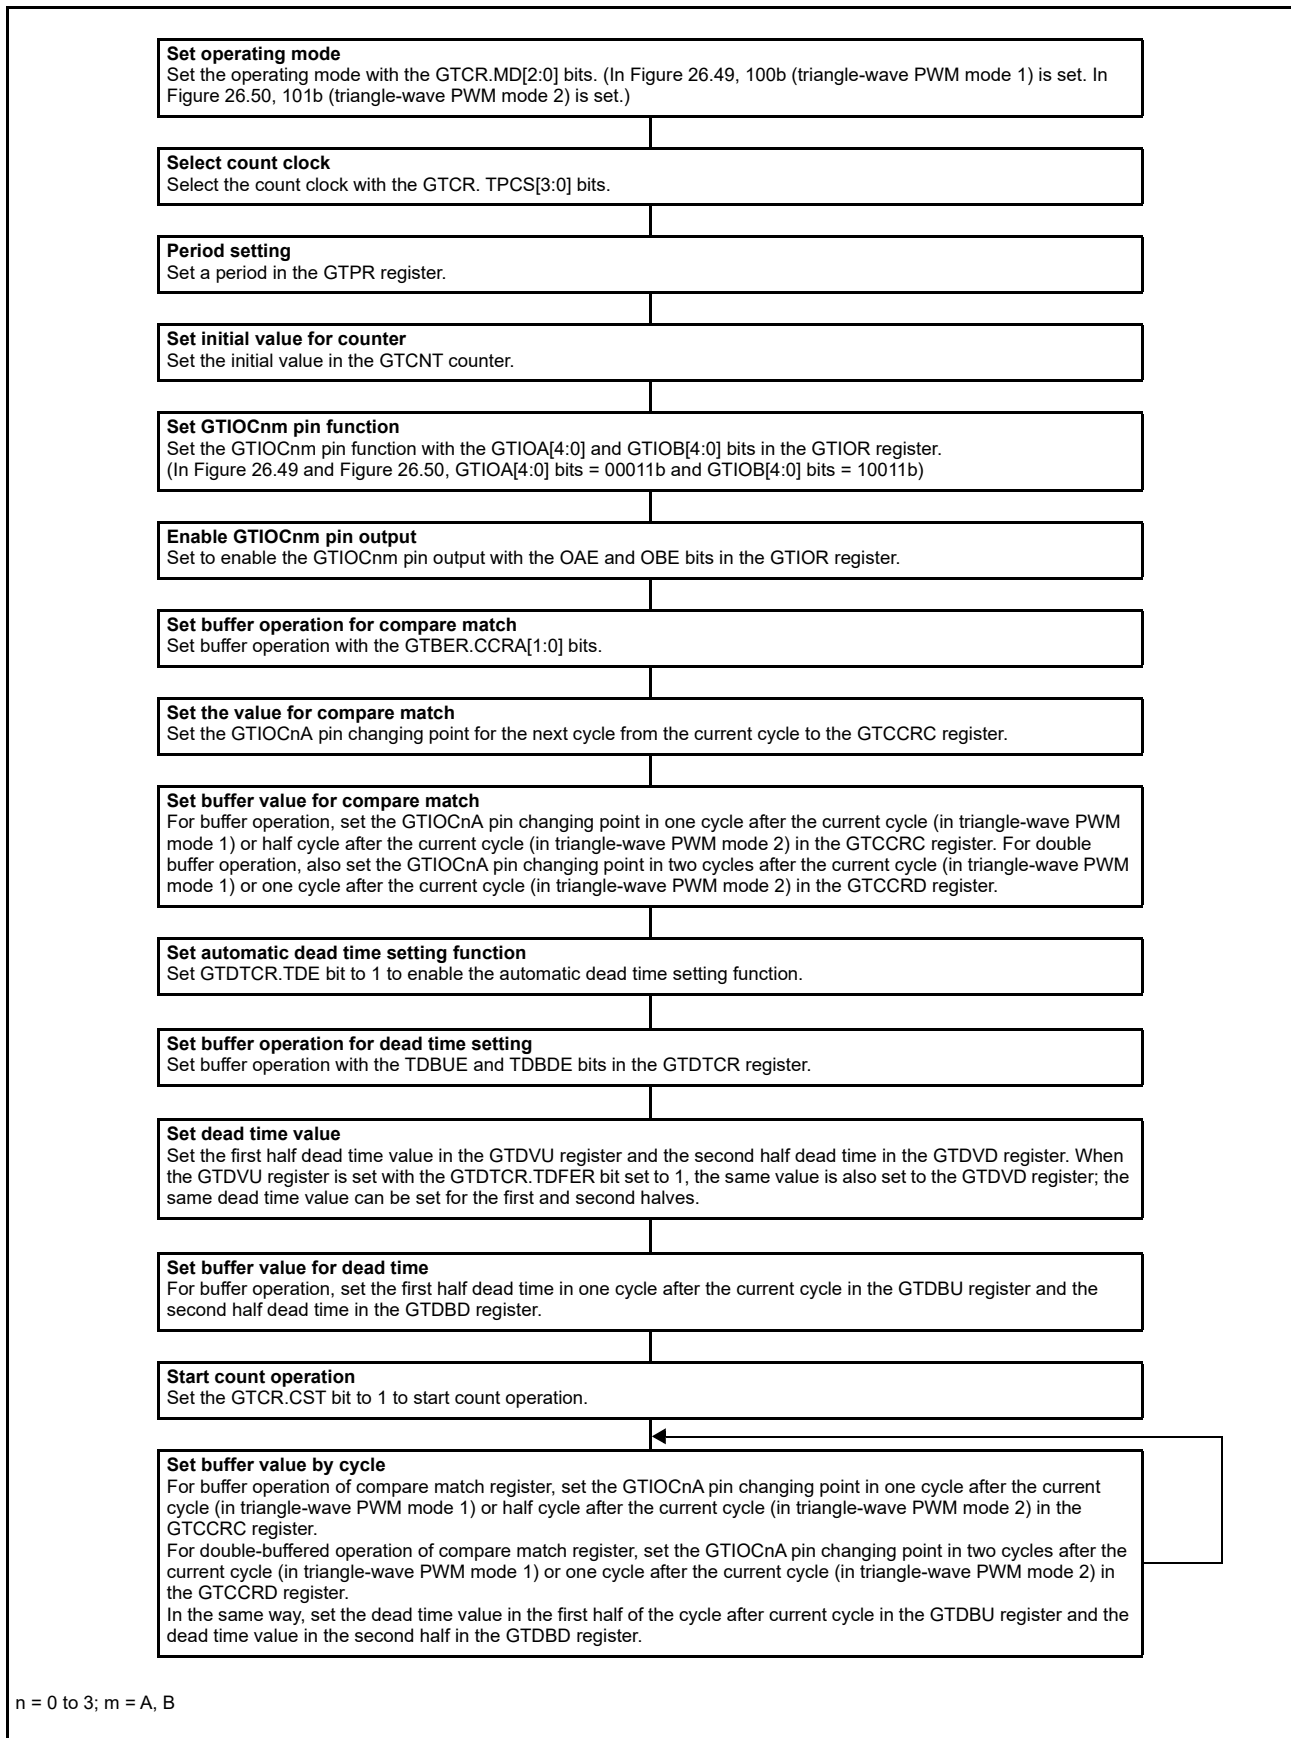 Set operating mode
Set the operating mode with the GTCR.MD[2:0] bits. (In Figure 26.49, 100b (triangle-wave PWM mode 1) is set. In
Figure 26.50, 101b (triangle-wave PWM mode 2) is set.)
Select count clock
Select the count clock with the GTCR. TPCS[3:0] bits.
Period setting
Set a period in the GTPR register.
Set initial value for counter
Set the initial value in the GTCNT counter.
Set GTIOCnm pin function
Set the GTIOCnm pin function with the GTIOA[4:0] and GTIOB[4:0] bits in the GTIOR register.
(In Figure 26.49 and Figure 26.50, GTIOA[4:0] bits = 00011b and GTIOB[4:0] bits = 10011b)
Enable GTIOCnm pin output
Set to enable the GTIOCnm pin output with the OAE and OBE bits in the GTIOR register.
Set buffer operation for compare match
Set buffer operation with the GTBER.CCRA[1:0] bits.
Set the value for compare match
Set the GTIOCnA pin changing point for the next cycle from the current cycle to the GTCCRC register.
Set buffer value for compare match
For buffer operation, set the GTIOCnA pin changing point in one cycle after the current cycle (in triangle-wave PWM
mode 1) or half cycle after the current cycle (in triangle-wave PWM mode 2) in the GTCCRC register. For double
buffer operation, also set the GTIOCnA pin changing point in two cycles after the current cycle (in triangle-wave PWM
mode 1) or one cycle after the current cycle (in triangle-wave PWM mode 2) in the GTCCRD register.
Set automatic dead time setting function
Set GTDTCR.TDE bit to 1 to enable the automatic dead time setting function.
Set buffer operation for dead time setting
Set buffer operation with the TDBUE and TDBDE bits in the GTDTCR register.
Set dead time value
Set the first half dead time value in the GTDVU register and the second half dead time in the GTDVD register. When
the GTDVU register is set with the GTDTCR.TDFER bit set to 1, the same value is also set to the GTDVD register; the
same dead time value can be set for the first and second halves.
Set buffer value for dead time
For buffer operation, set the first half dead time in one cycle after the current cycle in the GTDBU register and the
second half dead time in the GTDBD register.
Start count operation
Set the GTCR.CST bit to 1 to start count operation.
Set buffer value by cycle
For buffer operation of compare match register, set the GTIOCnA pin changing point in one cycle after the current
cycle (in triangle-wave PWM mode 1) or half cycle after the current cycle (in triangle-wave PWM mode 2) in the
GTCCRC register.
For double-buffered operation of compare match register, set the GTIOCnA pin changing point in two cycles after the
current cycle (in triangle-wave PWM mode 1) or one cycle after the current cycle (in triangle-wave PWM mode 2) in
the GTCCRD register.
In the same way, set the dead time value in the first half of the cycle after current cycle in the GTDBU register and the
dead time value in the second half in the GTDBD register.
n = 0 to 3; m = A, B